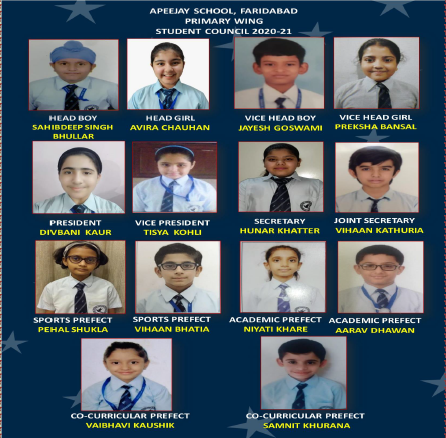 APEEJAY SCHOOL, FARIDABAD
PRIMARY WING
STUDENT COUNCIL 2020-21
HEAD BOY
SAHIBDEEP SINGH
BHULLAR
HEAD GIRL
AVIRA CHAUHAN
VICE HEAD BOY
JAYESH GOSWAMI
VICE HEAD GIRL
PREKSHA BANSAL
PRESIDENT
DIVBANI KAUR
VICE PRESIDENT
TISYA KOHLI
SECRETARY
HUNAR KHATTER
JOINT SECRETARY
VIHAAN KATHURIA
SPORTS PREFECT
PEHAL SHUKLA
SPORTS PREFECT
VIHAAN BHATIA
ACADEMIC PREFECT
NIYATI KHARE
ACADEMIC PREFECT
AARAV DHAWAN
CO-CURRICULAR PREFECT
VAIBHAVI KAUSHIK
CO-CURRICULAR PREFECT
SAMNIT KHURANA